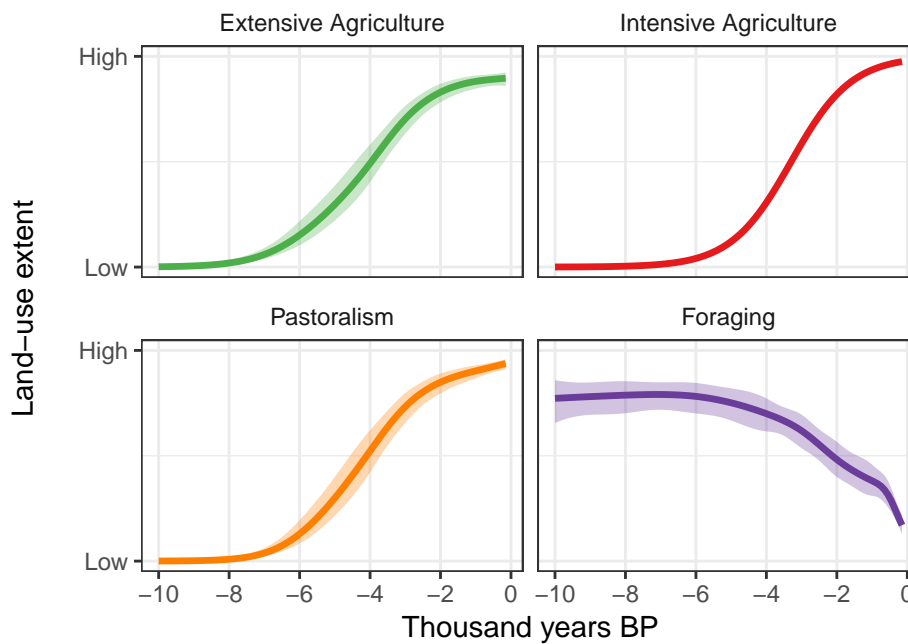 Extensive Agriculture
Intensive Agriculture
High
Low
Pastoralism
Foraging
High
Low
Land−use extent
−10 −8 −6 −4 −2 0
−10 −8 −6 −4 −2 0
Thousand years BP